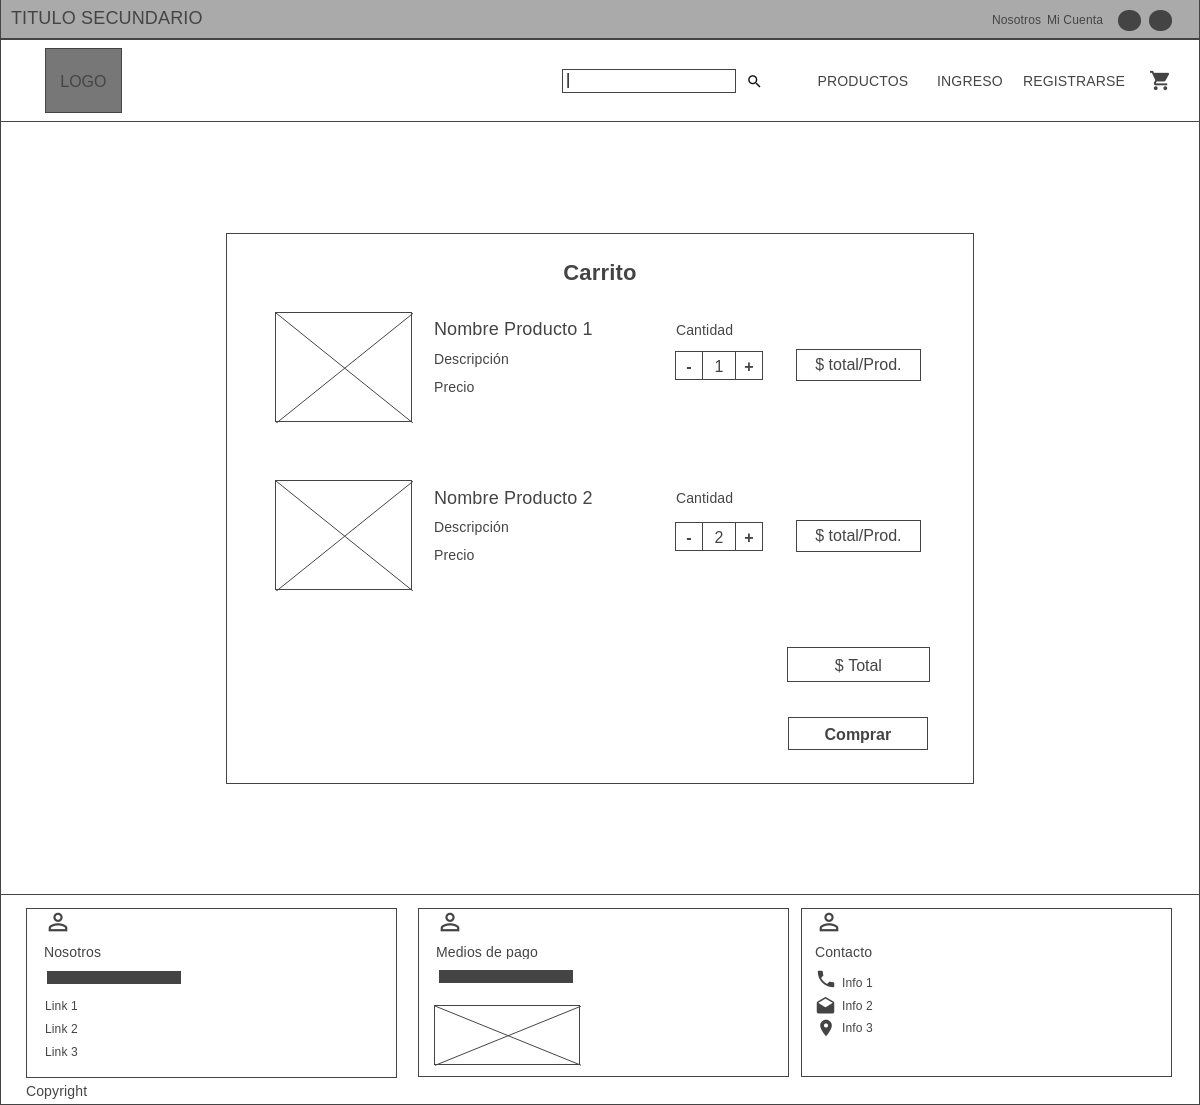 TITULO SECUNDARIO
Nosotros Mi Cuenta
LOGO
PRODUCTOS INGRESO REGISTRARSE
Carrito
Nombre Producto 1
Descripción
Precio
Cantidad
- 1 +
$ total/Prod.
Nombre Producto 2
Descripción
Precio
Cantidad
- 2 +
$ total/Prod.
$ Total
Comprar
Nosotros
Link 1
Link 2
Link 3
Medios de pago
Contacto
Info 1
Info 2
Info 3
Copyright